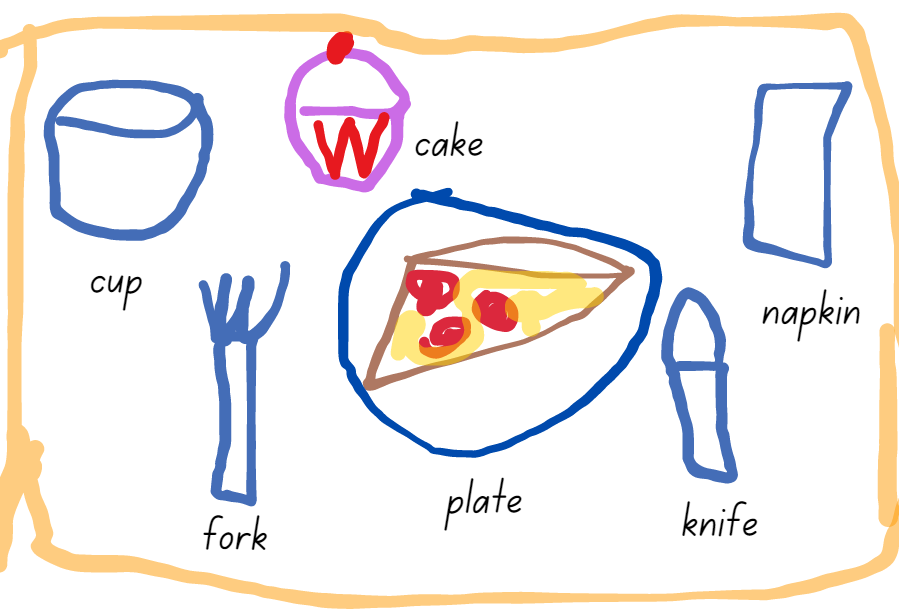 W
cake
cup
napkin
plate
knife
fork